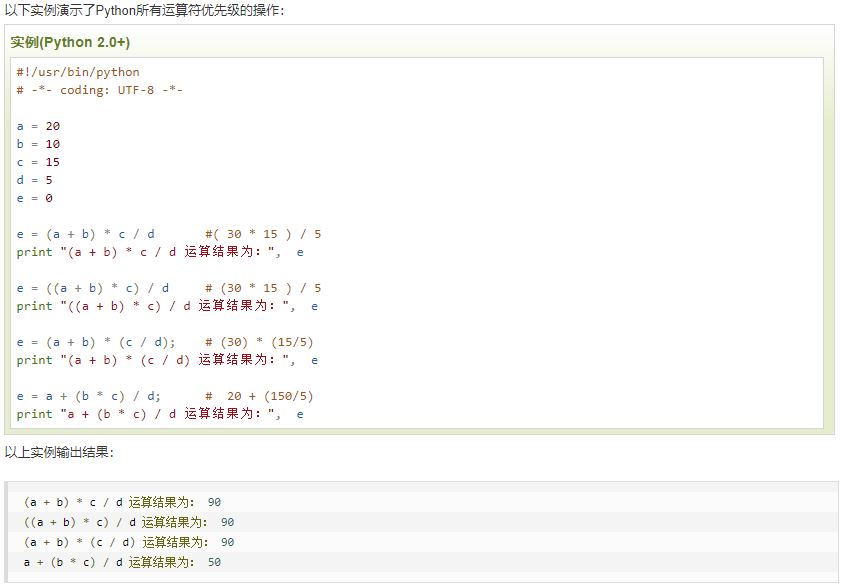 以下实例演示了Python所有运算符优先级的操作:
实例(Python 2.0+)
#!/usr/bin/python
# -*- coding: UTF-8 -*-
a = 20
b = 10
c = 15
d = 5
e = 0
e = (a + b) * c / d       #( 30 * 15 ) / 5
print "(a + b) * c / d 运算结果为：",  e
e = ((a + b) * c) / d     # (30 * 15 ) / 5
print "((a + b) * c) / d 运算结果为：",  e
e = (a + b) * (c / d);    # (30) * (15/5)
print "(a + b) * (c / d) 运算结果为：",  e
e = a + (b * c) / d;      #  20 + (150/5)
print "a + (b * c) / d 运算结果为：",  e
以上实例输出结果：
(a + b) * c / d 运算结果为： 90
((a + b) * c) / d 运算结果为： 90
(a + b) * (c / d) 运算结果为： 90
a + (b * c) / d 运算结果为： 50